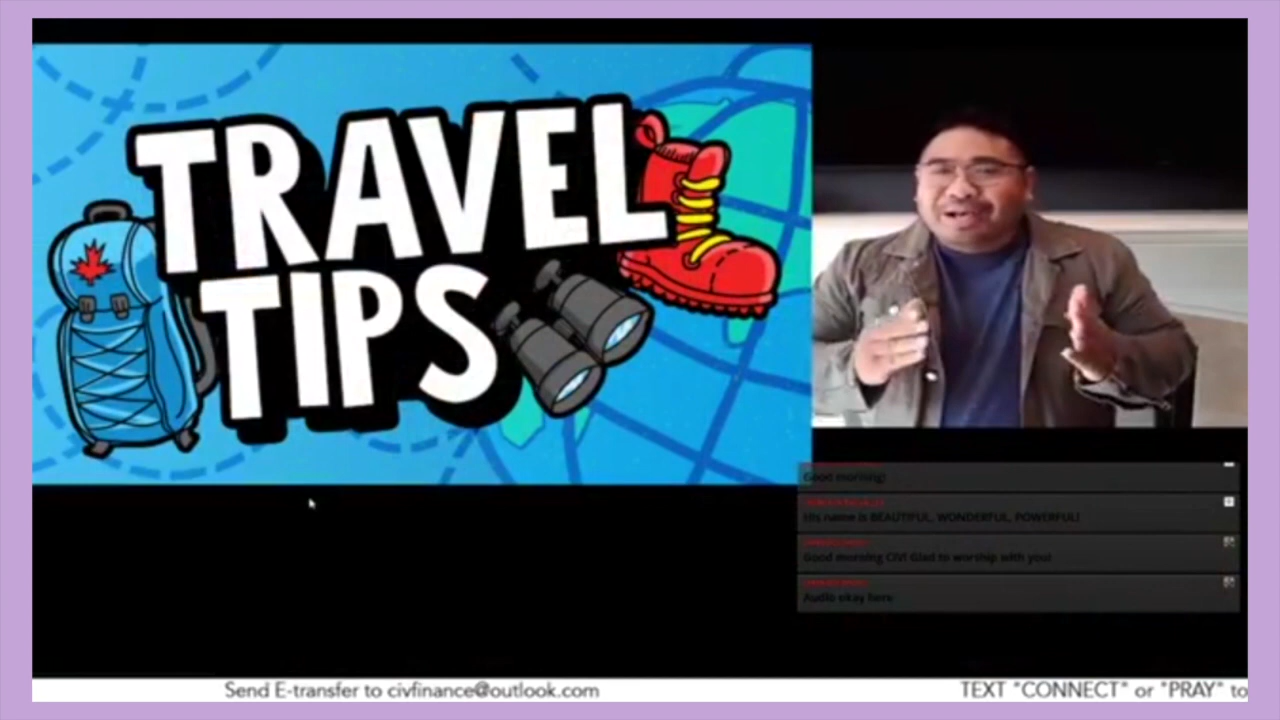 TRAVEL
TIPS
Good morning!
His name is BEAUTIFUL, WONDERFUL, POWERFUL!
Good morning CIV! Glad to worship with you!
Audio okay here
Send E-transfer to civfinance@outlook.com
TEXT "CONNECT" or "PRAY" to